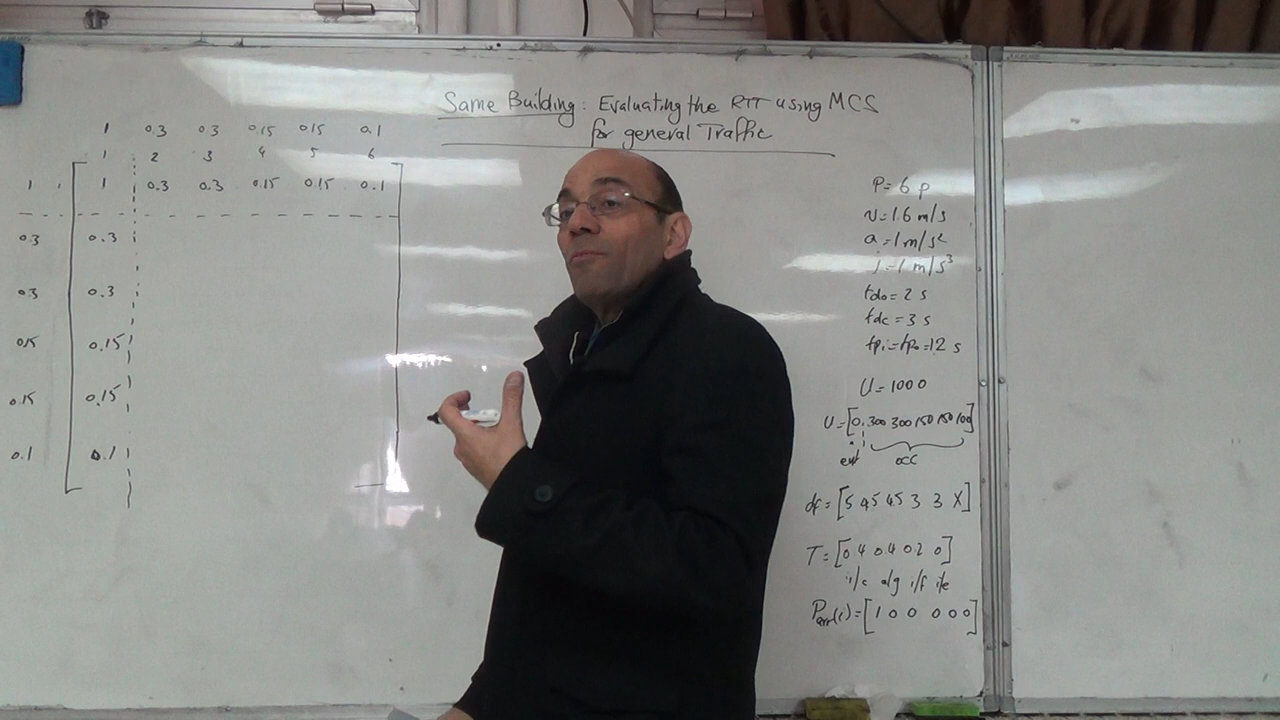 Same Building: Evaluating the RTT using MCS
for general Traffic
1 0.3 0.3 0.15 0.15 0.1
1 2 3 4 5 6
1 1 0.3 0.3 0.15 0.15 0.1
0.3 0.3
0.3 0.3
0.15 0.15
0.15 0.15
0.1 0.1
P=6 p
v=1.6 m/s
a=1 m/s²
j=1 m/s³
tdo=2 s
tdc=3 s
tpi=tpo=1.2 s
U=1000
U=[0 300 300 150 150 100]
ent occ
df=[5 4.5 4.5 3 3 X]
T=[0.4 0.4 0.2 0]
i/c o/g i/f i/e
Parr(i)=[1 0 0 0 0 0]